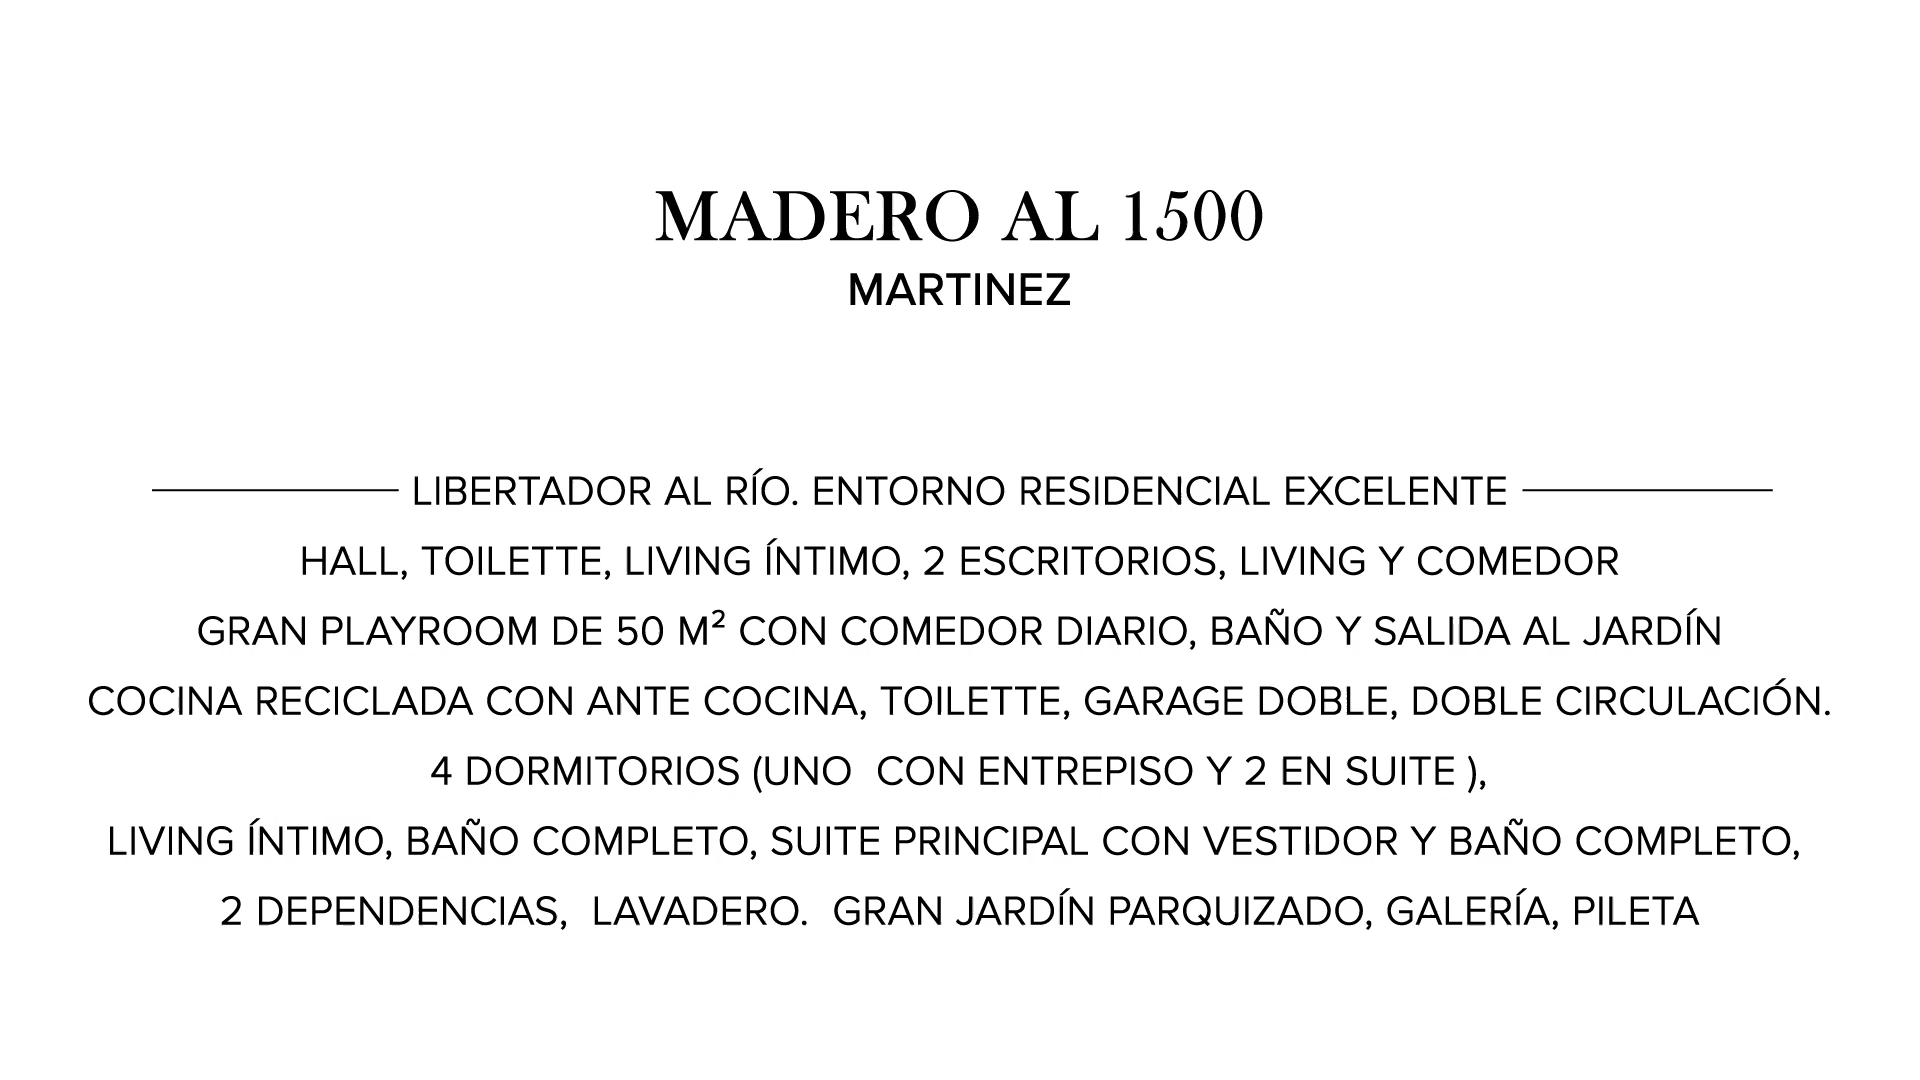 MADERO AL 1500
MARTINEZ
LIBERTADOR AL RÍO. ENTORNO RESIDENCIAL EXCELENTE
HALL, TOILETTE, LIVING ÍNTIMO, 2 ESCRITORIOS, LIVING Y COMEDOR
GRAN PLAYROOM DE 50 M² CON COMEDOR DIARIO, BAÑO Y SALIDA AL JARDÍN
COCINA RECICLADA CON ANTE COCINA, TOILETTE, GARAGE DOBLE, DOBLE CIRCULACIÓN.
4 DORMITORIOS (UNO  CON ENTREPISO Y 2 EN SUITE ),
LIVING ÍNTIMO, BAÑO COMPLETO, SUITE PRINCIPAL CON VESTIDOR Y BAÑO COMPLETO,
2 DEPENDENCIAS,  LAVADERO.  GRAN JARDÍN PARQUIZADO, GALERÍA, PILETA